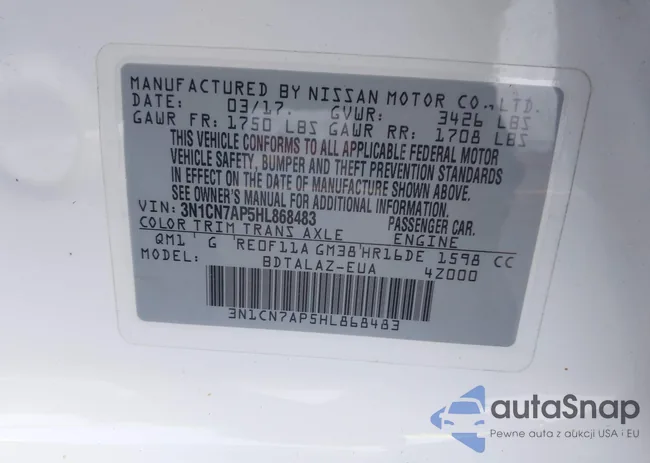 MANUFACTURED BY NISSAN MOTOR CO., LTD.
DATE: 03/17. GVWR: 3426 LBS
GAWR FR: 1750 LBS GAWR RR: 1708 LBS
THIS VEHICLE CONFORMS TO ALL APPLICABLE FEDERAL MOTOR
VEHICLE SAFETY, BUMPER AND THEFT PREVENTION STANDARDS
IN EFFECT ON THE DATE OF MANUFACTURE SHOWN ABOVE.
SEE OWNER'S MANUAL FOR ADDITIONAL INFORMATION.
VIN: 3N1CN7AP5HL868483 PASSENGER CAR.
COLOR TRIM TRANS AXLE ENGINE
QM1 G RE0F11A GM38 HR16DE 1598 CC
MODEL: BDTALAZ-EUA 4Z000
3N1CN7AP5HL868483
autaSnap
Pewne auta z aukcji USA i EU